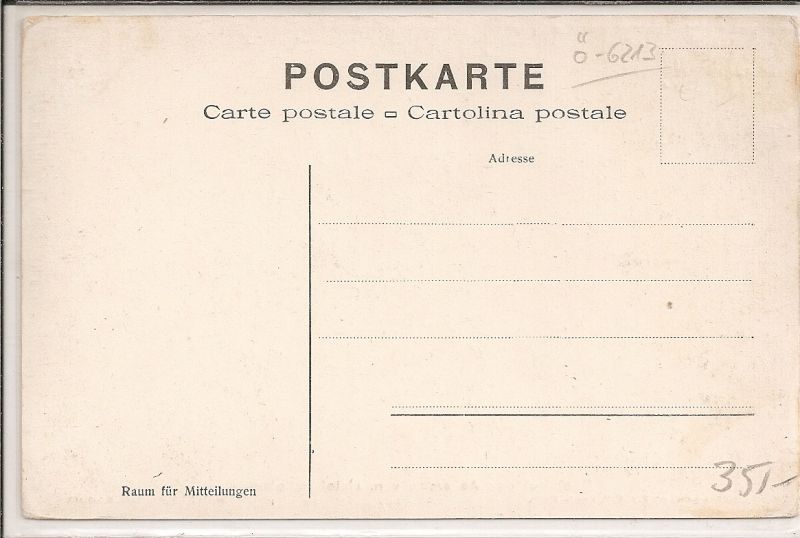 Ö-6213
POSTKARTE
Carte postale ▭ Cartolina postale
Adresse
Raum für Mitteilungen
351-